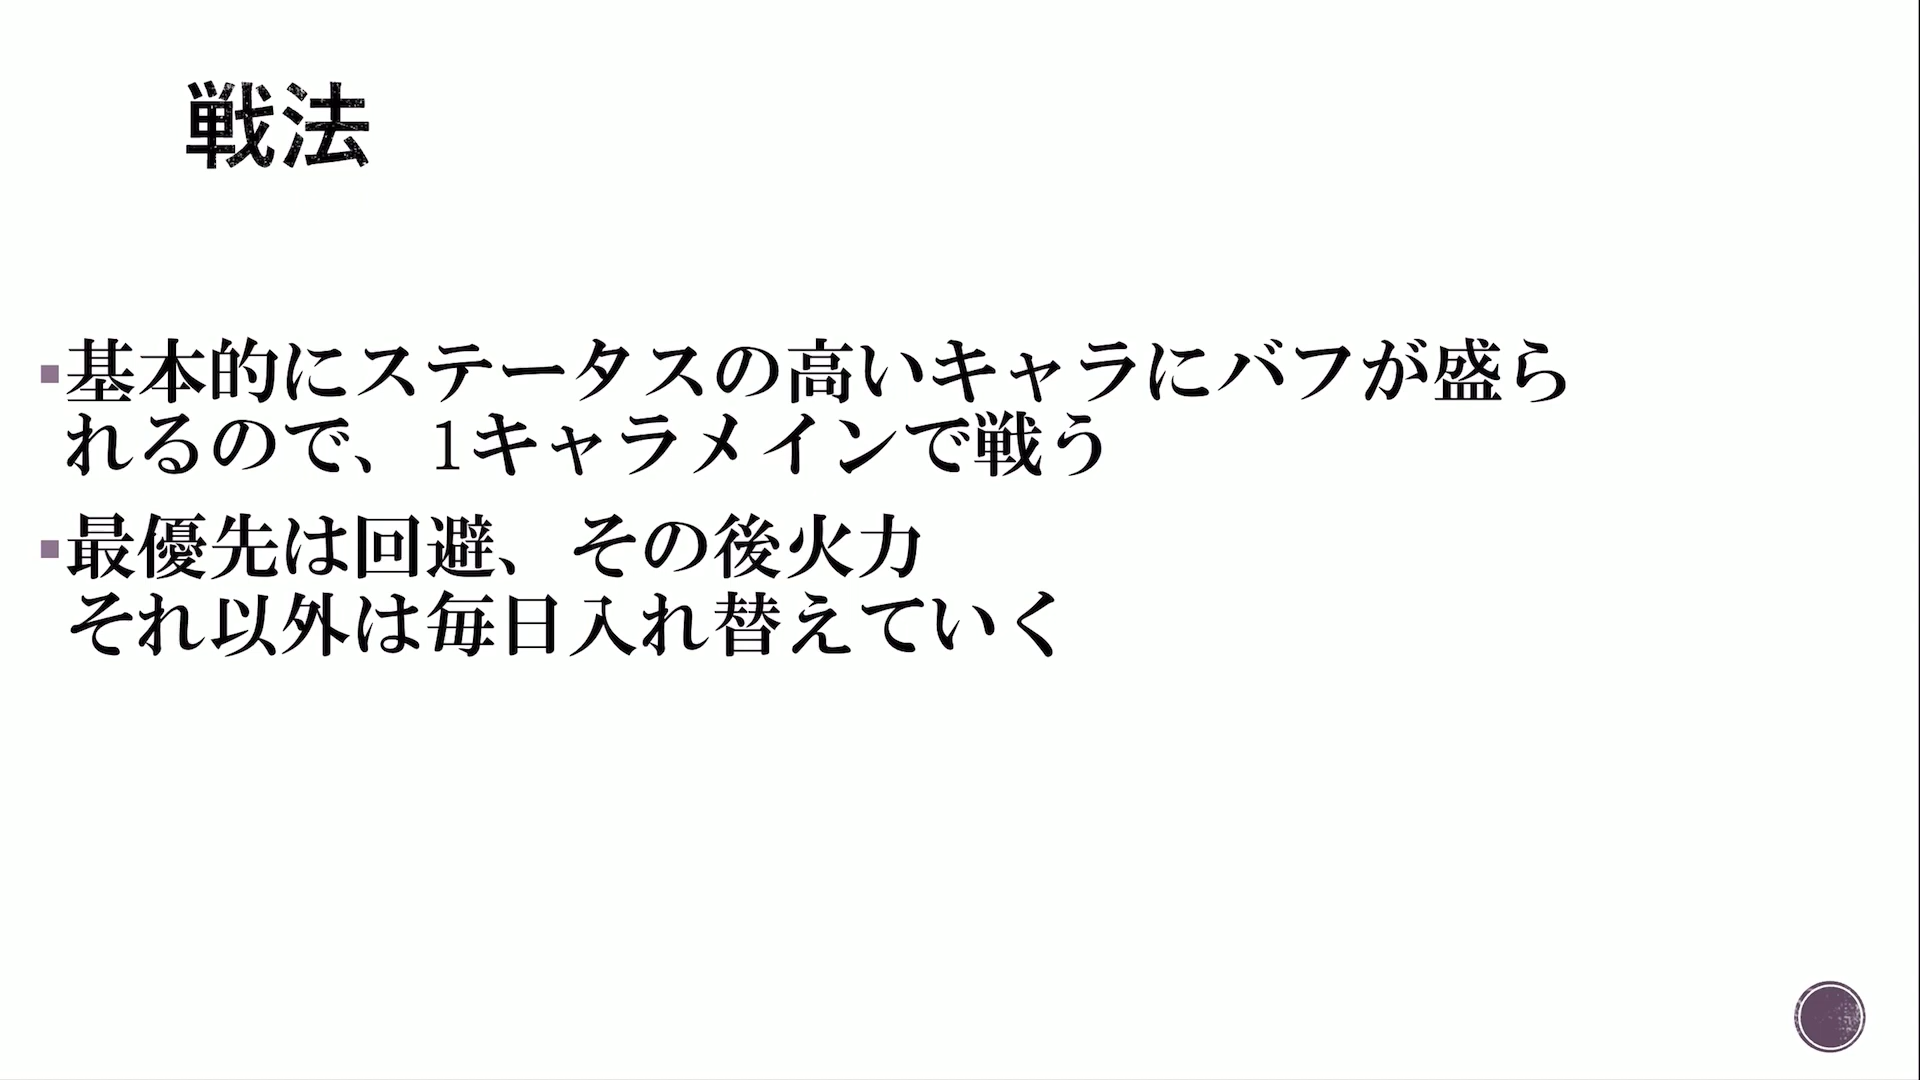 戦法
▪基本的にステータスの高いキャラにバフが盛ら
れるので、1キャラメインで戦う
▪最優先は回避、その後火力
それ以外は毎日入れ替えていく